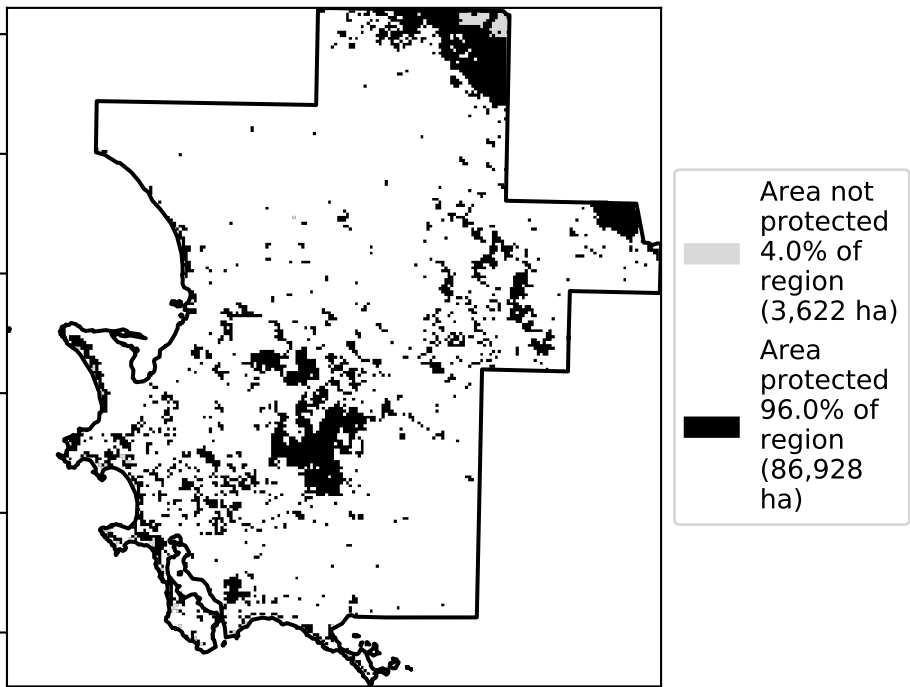 Area not
protected
4.0% of
region
(3,622 ha)
Area
protected
96.0% of
region
(86,928
ha)